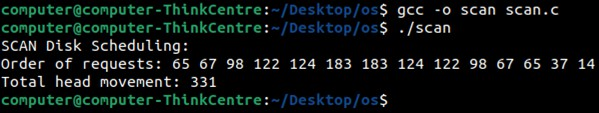 computer@computer-ThinkCentre:~/Desktop/os$ gcc -o scan scan.c
computer@computer-ThinkCentre:~/Desktop/os$ ./scan
SCAN Disk Scheduling:
Order of requests: 65 67 98 122 124 183 183 124 122 98 67 65 37 14
Total head movement: 331
computer@computer-ThinkCentre:~/Desktop/os$